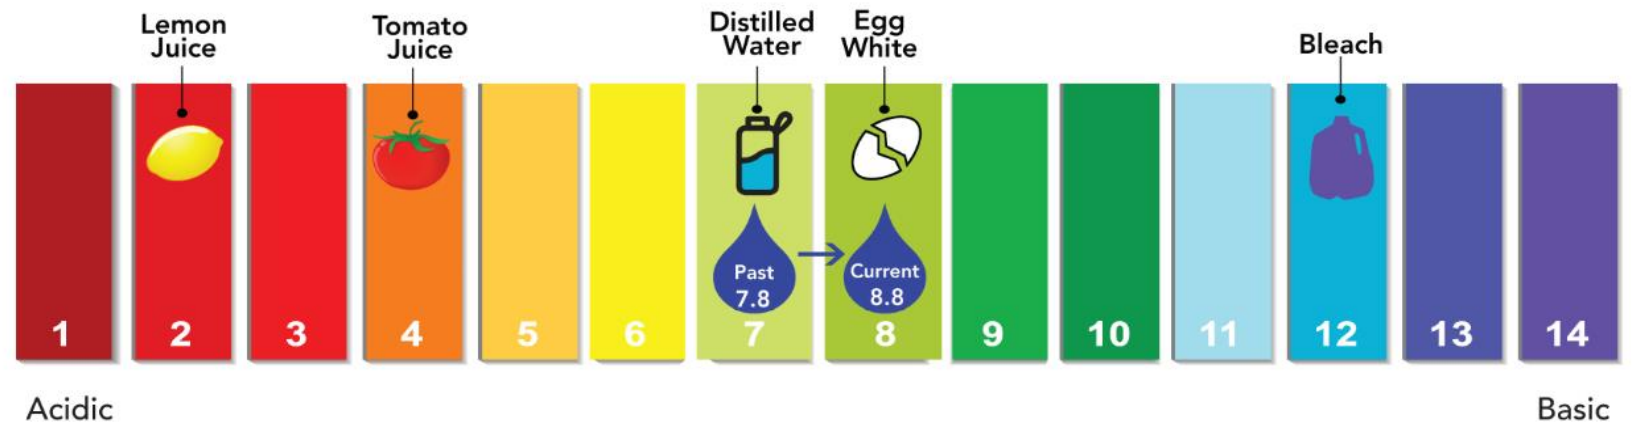 Lemon
Juice
Tomato
Juice
Distilled
Water
Egg
White
Bleach
Past
7.8
Current
8.8
1
2
3
4
5
6
7
8
9
10
11
12
13
14
Acidic
Basic